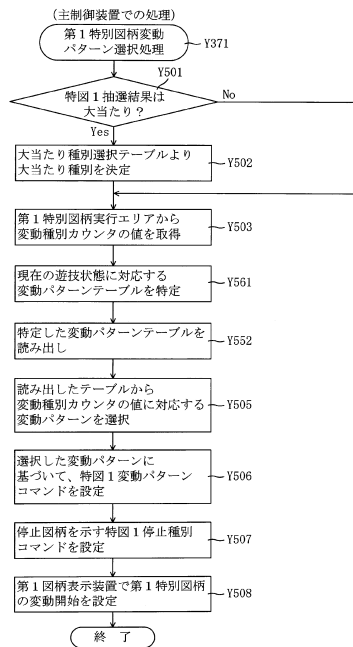 (主制御装置での処理)
第１特別図柄変動
パターン選択処理
Y371
Y501
特図１抽選結果は
大当たり？
No
Yes
大当たり種別選択テーブルより
大当たり種別を決定
Y502
第１特別図柄実行エリアから
変動種別カウンタの値を取得
Y503
現在の遊技状態に対応する
変動パターンテーブルを特定
Y561
特定した変動パターンテーブルを
読み出し
Y552
読み出したテーブルから
変動種別カウンタの値に対応する
変動パターンを選択
Y505
選択した変動パターンに
基づいて、特図１変動パターン
コマンドを設定
Y506
停止図柄を示す特図１停止種別
コマンドを設定
Y507
第１図柄表示装置で第１特別図柄
の変動開始を設定
Y508
終 了